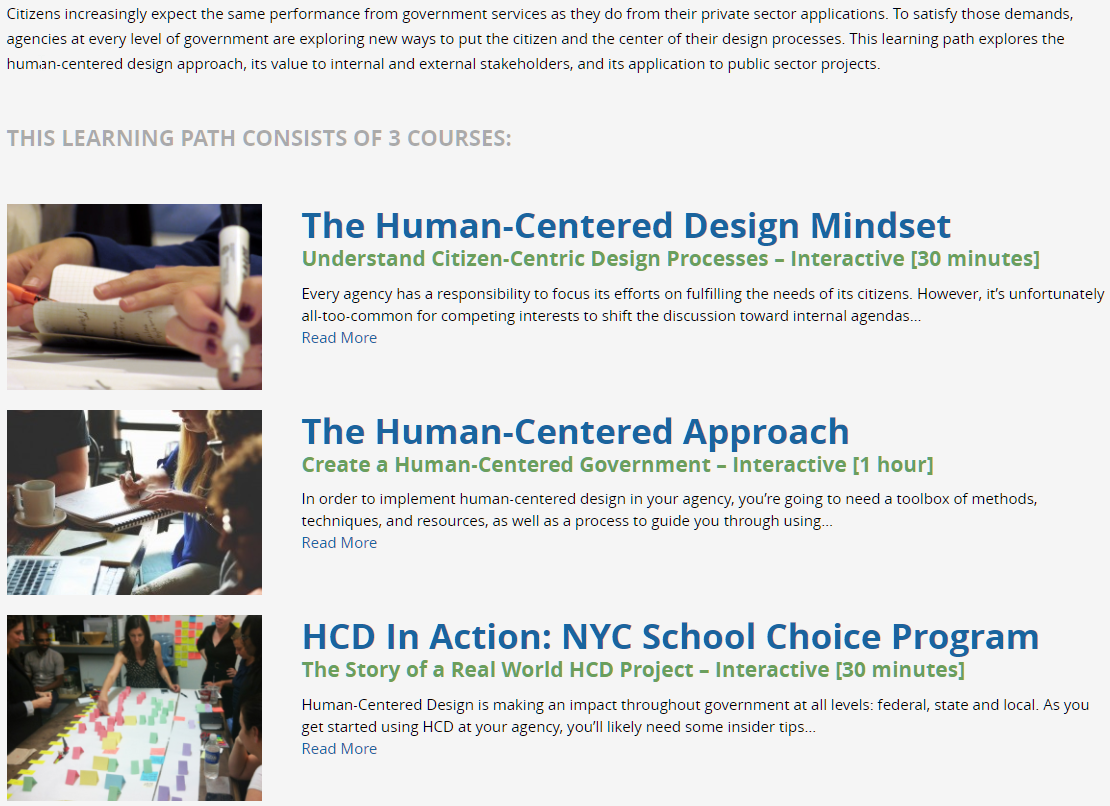 Citizens increasingly expect the same performance from government services as they do from their private sector applications. To satisfy those demands,
agencies at every level of government are exploring new ways to put the citizen and the center of their design processes. This learning path explores the
human-centered design approach, its value to internal and external stakeholders, and its application to public sector projects.
THIS LEARNING PATH CONSISTS OF 3 COURSES:
The Human-Centered Design Mindset
Understand Citizen-Centric Design Processes – Interactive [30 minutes]
Every agency has a responsibility to focus its efforts on fulfilling the needs of its citizens. However, it’s unfortunately
all-too-common for competing interests to shift the discussion toward internal agendas...
Read More
The Human-Centered Approach
Create a Human-Centered Government – Interactive [1 hour]
In order to implement human-centered design in your agency, you’re going to need a toolbox of methods,
techniques, and resources, as well as a process to guide you through using...
Read More
HCD In Action: NYC School Choice Program
The Story of a Real World HCD Project – Interactive [30 minutes]
Human-Centered Design is making an impact throughout government at all levels: federal, state and local. As you
get started using HCD at your agency, you’ll likely need some insider tips...
Read More